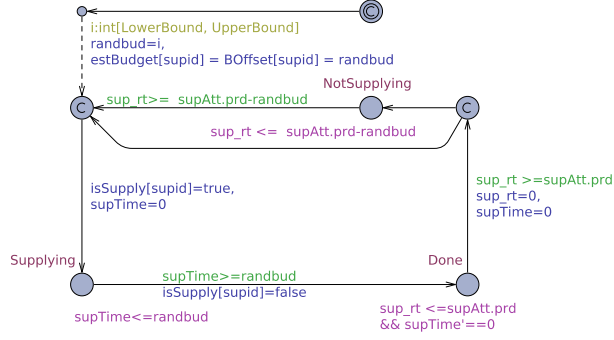 C
i:int[LowerBound, UpperBound]
randbud=i,
estBudget[supid] = BOffset[supid] = randbud
NotSupplying
C
sup_rt>= supAtt.prd-randbud
C
sup_rt <= supAtt.prd-randbud
isSupply[supid]=true,
supTime=0
sup_rt >=supAtt.prd
sup_rt=0,
supTime=0
Supplying
Done
supTime>=randbud
isSupply[supid]=false
supTime<=randbud
sup_rt <=supAtt.prd
&& supTime'==0